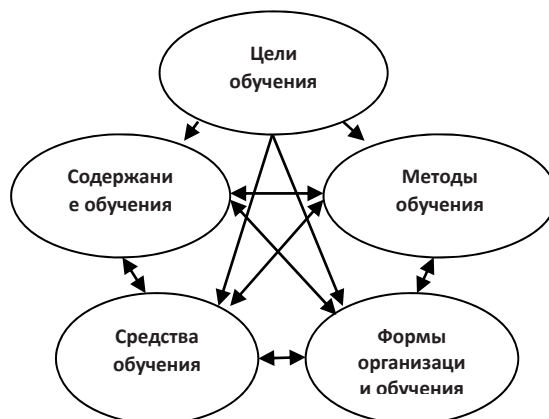 Цели
обучения
Содержани
е обучения
Методы
обучения
Средства
обучения
Формы
организаци
и обучения